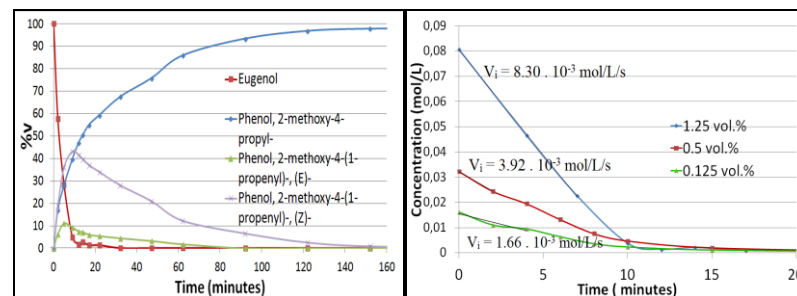 100
90
80
70
60
50
40
30
20
10
0
%v
Eugenol
Phenol, 2-methoxy-4-
propyl-
Phenol, 2-methoxy-4-(1-
propenyl)-, (E)-
Phenol, 2-methoxy-4-(1-
propenyl)-, (Z)-
0 20 40 60 80 100 120 140 160
Time (minutes)
Concentration (mol/L)
0,09
0,08
0,07
0,06
0,05
0,04
0,03
0,02
0,01
0
Vi = 8.30 . 10-3 mol/L/s
Vi = 3.92 . 10-3 mol/L/s
Vi = 1.66 . 10-3 mol/L/s
1.25 vol.%
0.5 vol.%
0.125 vol.%
0 5 10 15 20
Time ( minutes)